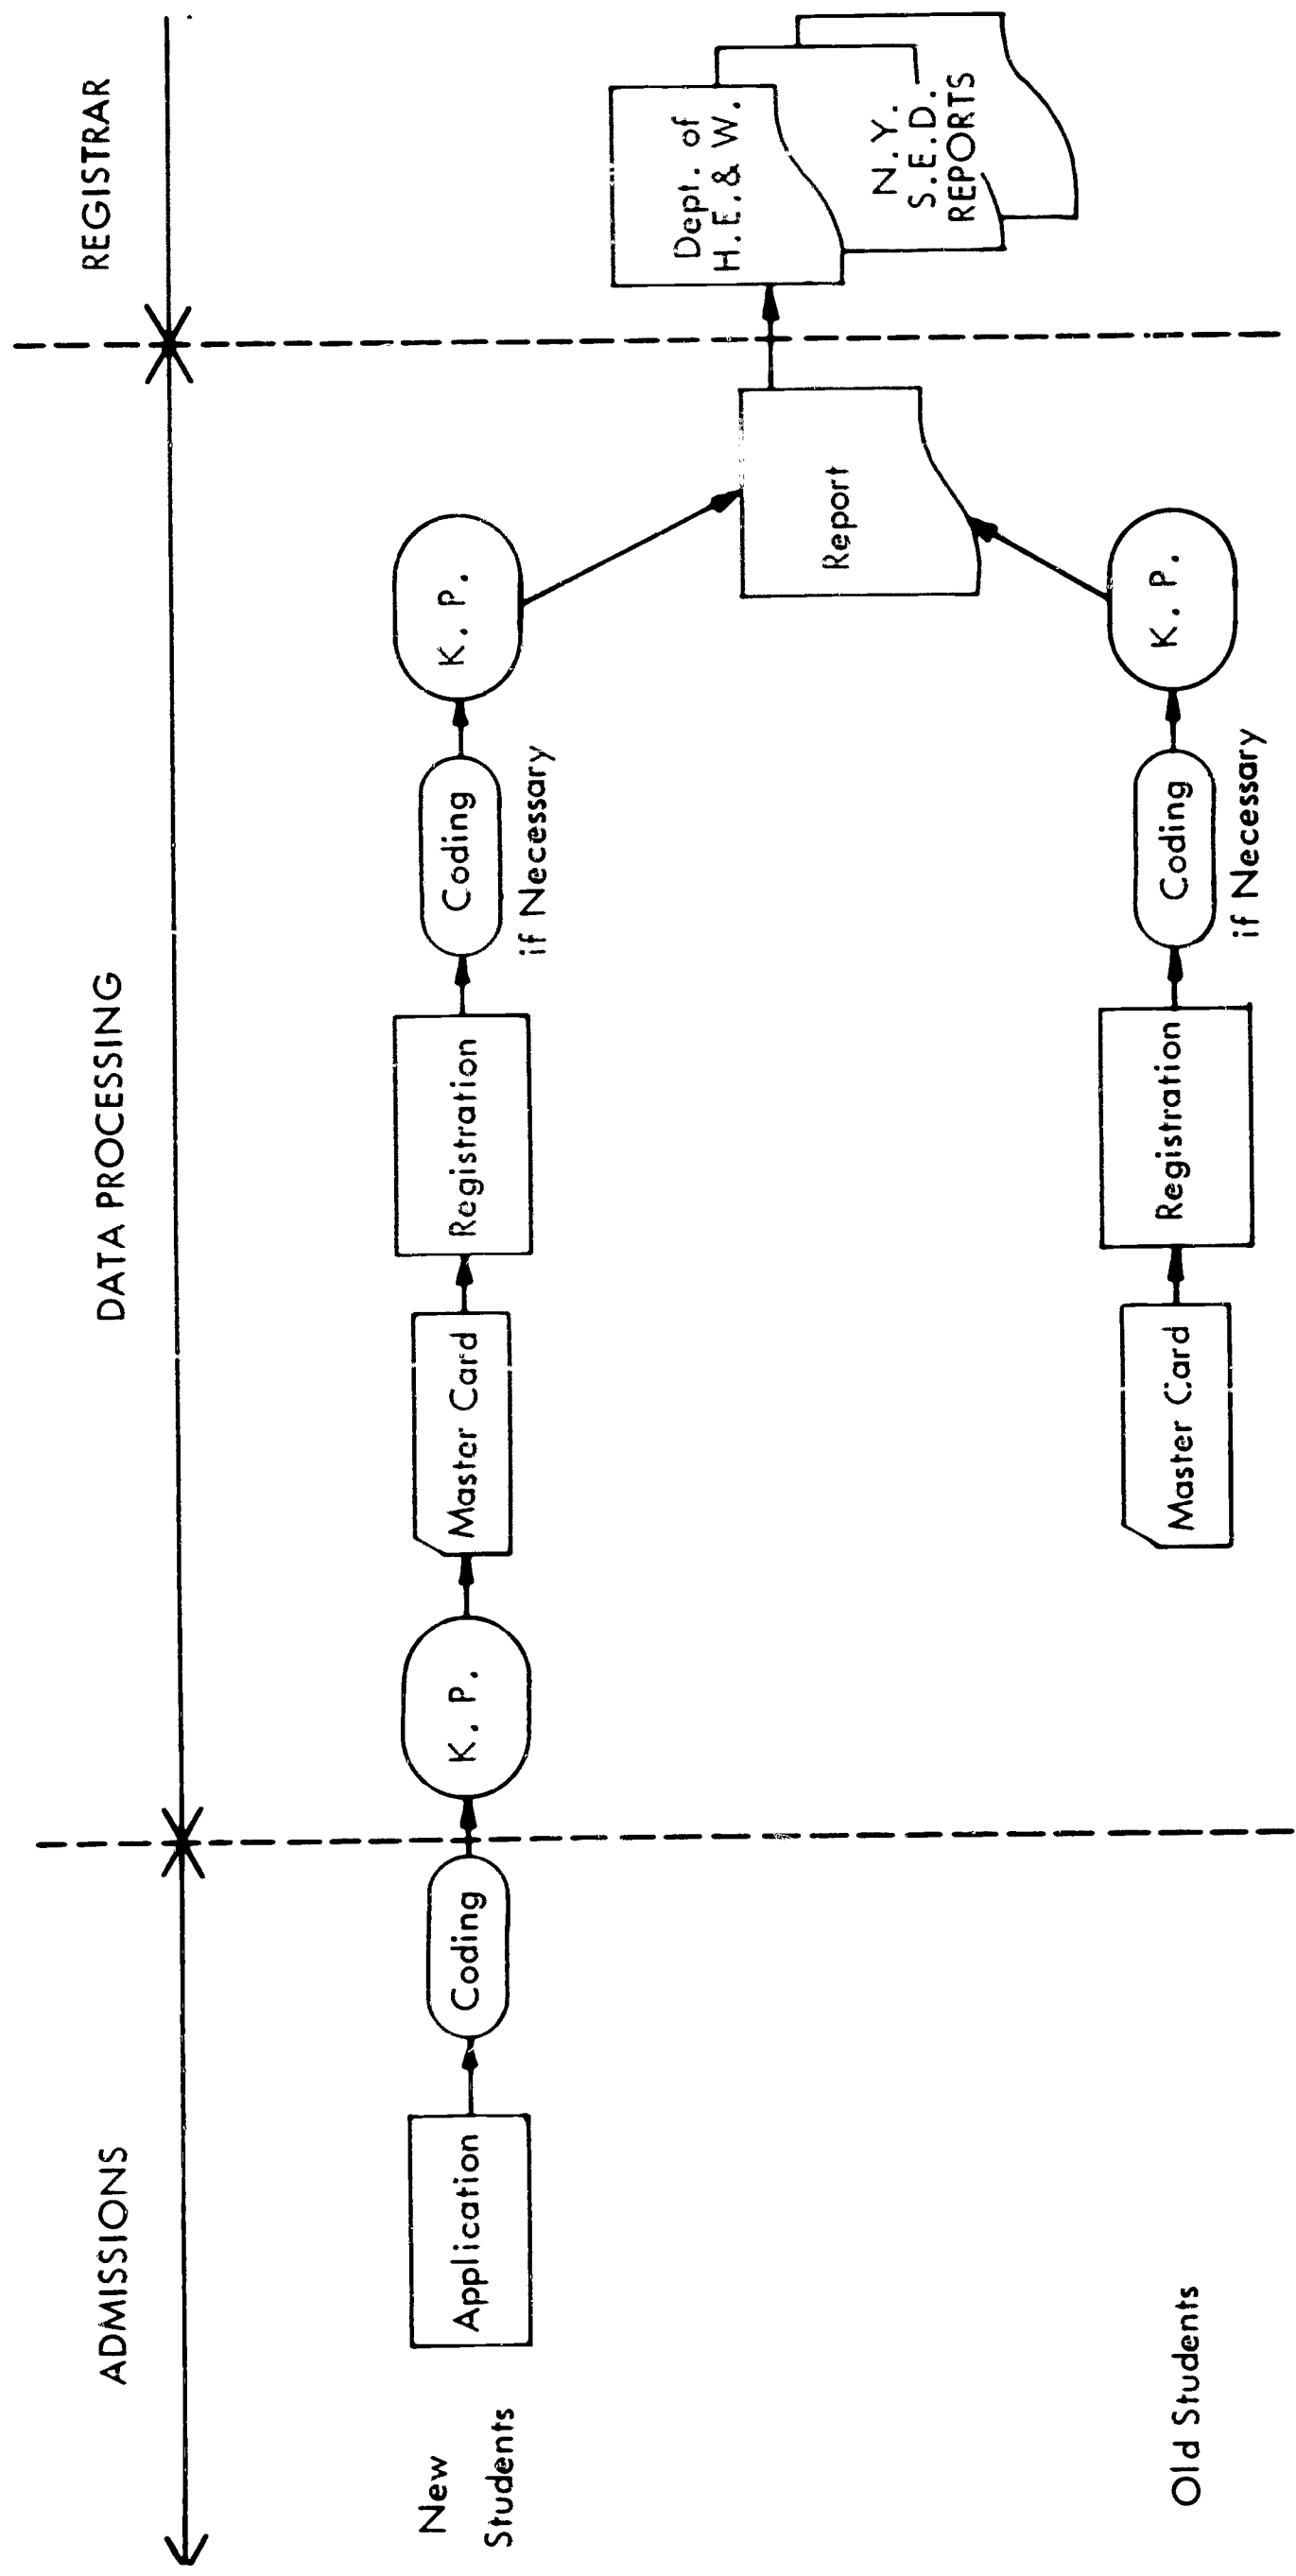 ADMISSIONS
DATA PROCESSING
REGISTRAR
New
Students
Application
Coding
K. P.
Master Card
Registration
Coding
if Necessary
K. P.
Report
Dept. of
H.E.& W.
N.Y.
S.E.D.
REPORTS
Old Students
Master Card
Registration
Coding
if Necessary
K. P.